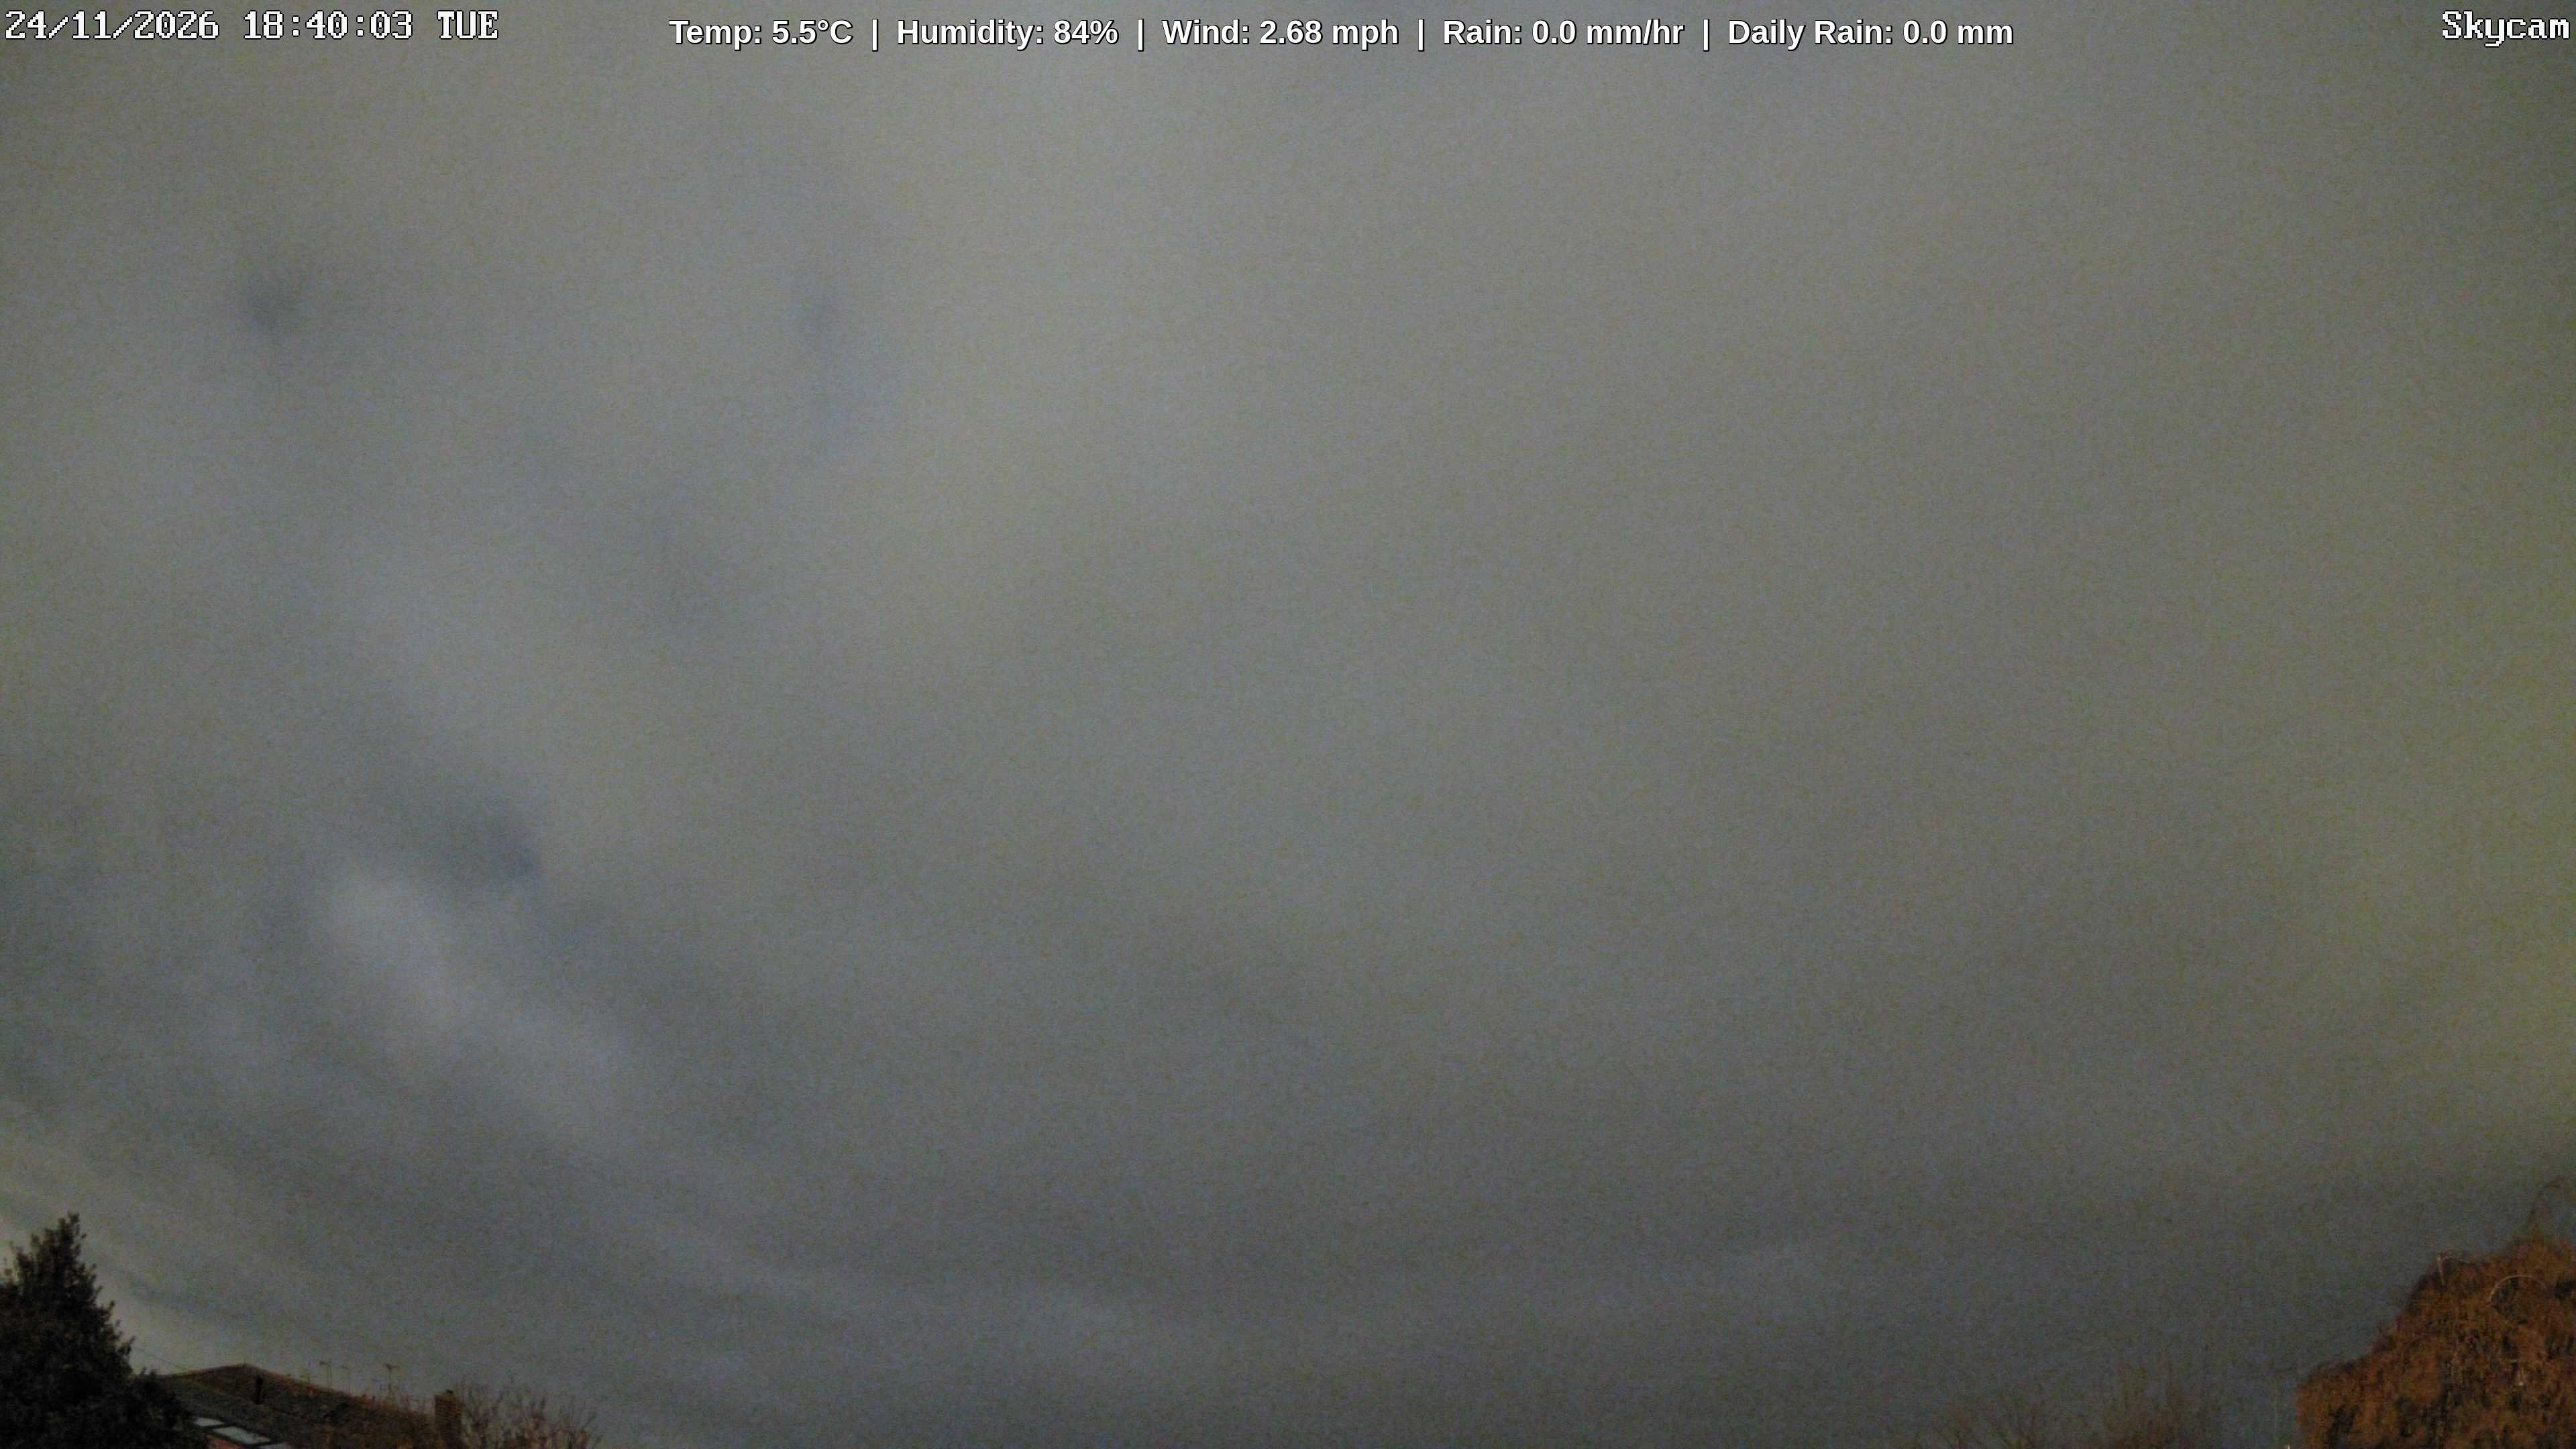 24/11/2026 18:40:03 TUE
Temp: 5.5°C | Humidity: 84% | Wind: 2.68 mph | Rain: 0.0 mm/hr | Daily Rain: 0.0 mm
Skycam